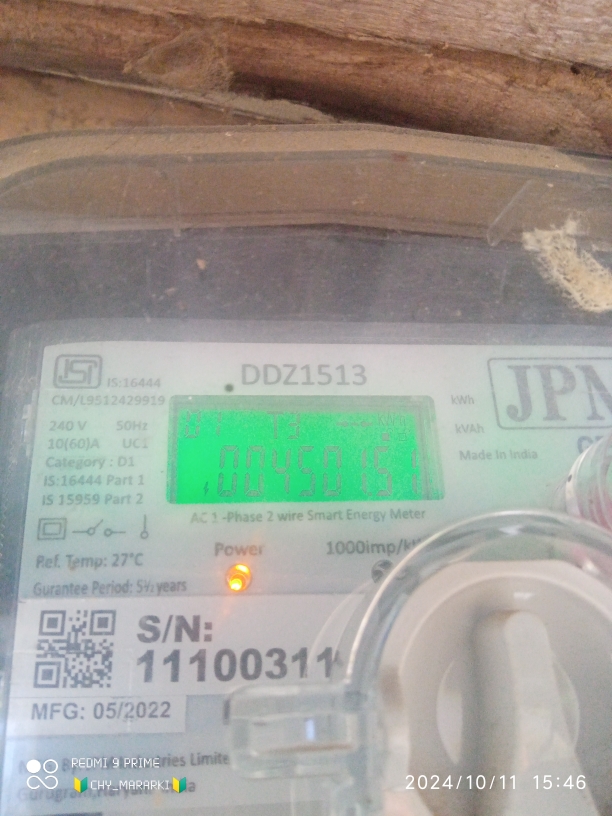 IS:16444
CM/L9512429919
DDZ1513
240 V 50Hz
10(60)A UC1
Category : D1
IS:16444 Part 1
IS 15959 Part 2
kWh
kVAh
Made In India
AC 1 -Phase 2 wire Smart Energy Meter
Ref. Temp: 27°C
Gurantee Period: 5½ years
Power
S/N:
11100311
MFG: 05/2022
REDMI 9 PRIME
CHY_MARAPKI
2024/10/11 15:46